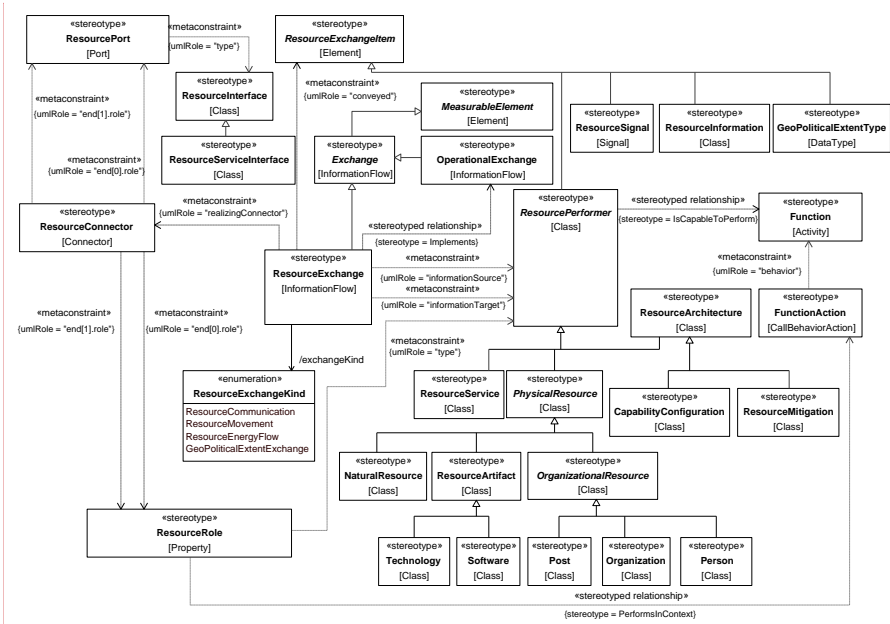 «stereotype»
ResourcePort
[Port]
«metaconstraint»
{umlRole = "type"}
«stereotype»
ResourceExchangeItem
[Element]
«stereotype»
ResourceInterface
[Class]
«stereotype»
ResourceServiceInterface
[Class]
«metaconstraint»
{umlRole = "conveyed"}
«stereotype»
MeasurableElement
[Element]
«stereotype»
Exchange
[InformationFlow]
«stereotype»
OperationalExchange
[InformationFlow]
«stereotype»
ResourceSignal
[Signal]
«stereotype»
ResourceInformation
[Class]
«stereotype»
GeoPoliticalExtentType
[DataType]
«metaconstraint»
{umlRole = "end[1].role"}
«metaconstraint»
{umlRole = "end[0].role"}
«stereotype»
ResourceConnector
[Connector]
«metaconstraint»
{umlRole = "realizingConnector"}
«stereotyped relationship»
{stereotype = Implements}
«stereotype»
ResourcePerformer
[Class]
«stereotyped relationship»
{stereotype = IsCapableToPerform}
«stereotype»
Function
[Activity]
«stereotype»
ResourceExchange
[InformationFlow]
«metaconstraint»
{umlRole = "informationSource"}
«metaconstraint»
{umlRole = "informationTarget"}
«metaconstraint»
{umlRole = "behavior"}
«stereotype»
ResourceArchitecture
[Class]
«stereotype»
FunctionAction
[CallBehaviorAction]
«metaconstraint»
{umlRole = "end[1].role"}
«metaconstraint»
{umlRole = "end[0].role"}
/exchangeKind
«metaconstraint»
{umlRole = "type"}
«enumeration»
ResourceExchangeKind
ResourceCommunication
ResourceMovement
ResourceEnergyFlow
GeoPoliticalExtentExchange
«stereotype»
ResourceService
[Class]
«stereotype»
PhysicalResource
[Class]
«stereotype»
CapabilityConfiguration
[Class]
«stereotype»
ResourceMitigation
[Class]
«stereotype»
NaturalResource
[Class]
«stereotype»
ResourceArtifact
[Class]
«stereotype»
OrganizationalResource
[Class]
«stereotype»
ResourceRole
[Property]
«stereotype»
Technology
[Class]
«stereotype»
Software
[Class]
«stereotype»
Post
[Class]
«stereotype»
Organization
[Class]
«stereotype»
Person
[Class]
«stereotyped relationship»
{stereotype = PerformsInContext}